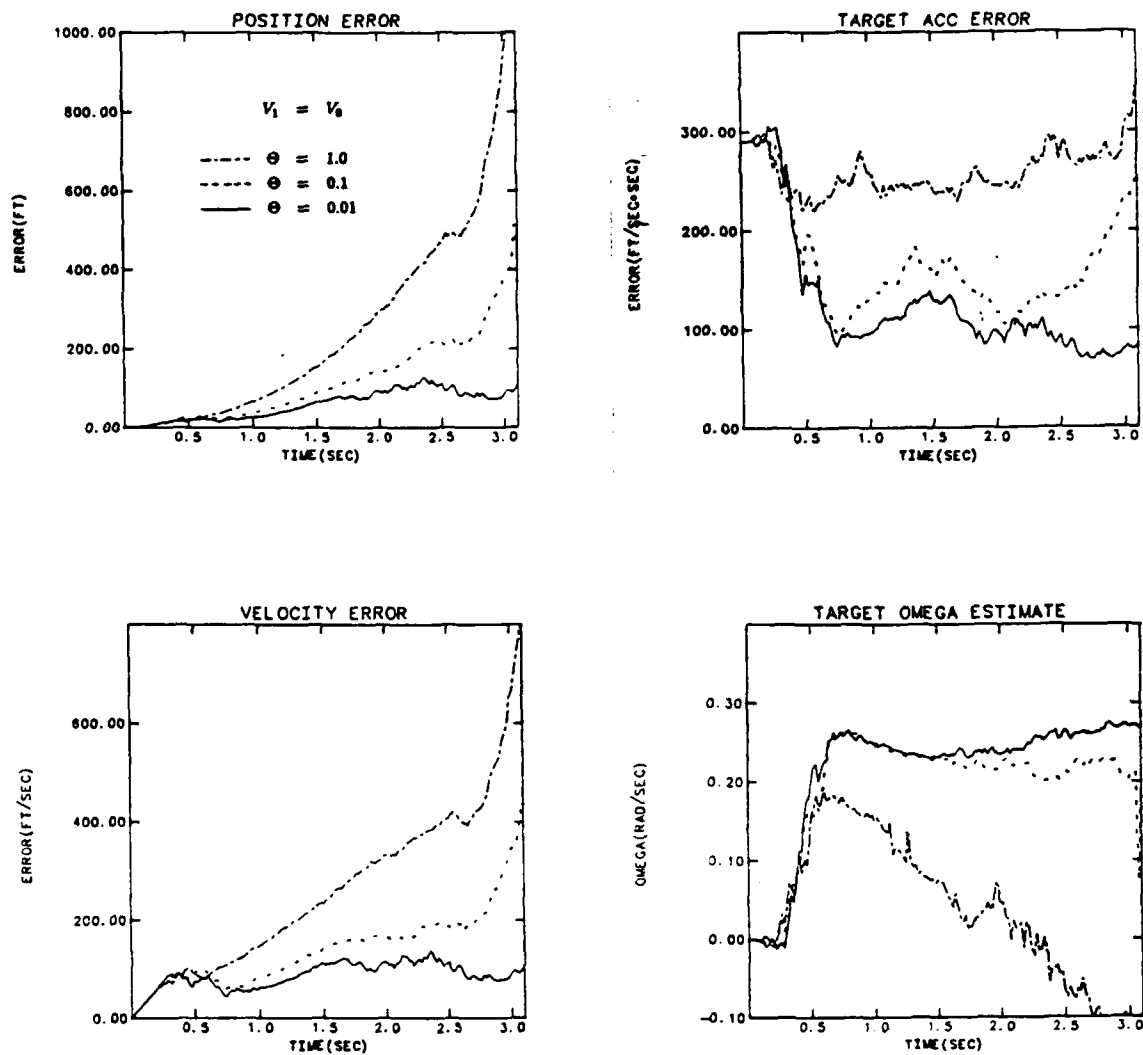 POSITION ERROR
1000.00
800.00
600.00
400.00
200.00
0.00
ERROR(FT)
V₁ = V₀
Θ = 1.0
Θ = 0.1
Θ = 0.01
0.5 1.0 1.5 2.0 2.5 3.0
TIME(SEC)
TARGET ACC ERROR
300.00
200.00
100.00
0.00
ERROR(FT/SEC*SEC)
0.5 1.0 1.5 2.0 2.5 3.0
TIME(SEC)
VELOCITY ERROR
600.00
400.00
200.00
0.00
ERROR(FT/SEC)
0.5 1.0 1.5 2.0 2.5 3.0
TIME(SEC)
TARGET OMEGA ESTIMATE
0.30
0.20
0.10
0.00
-0.10
OMEGA(RAD/SEC)
0.5 1.0 1.5 2.0 2.5 3.0
TIME(SEC)